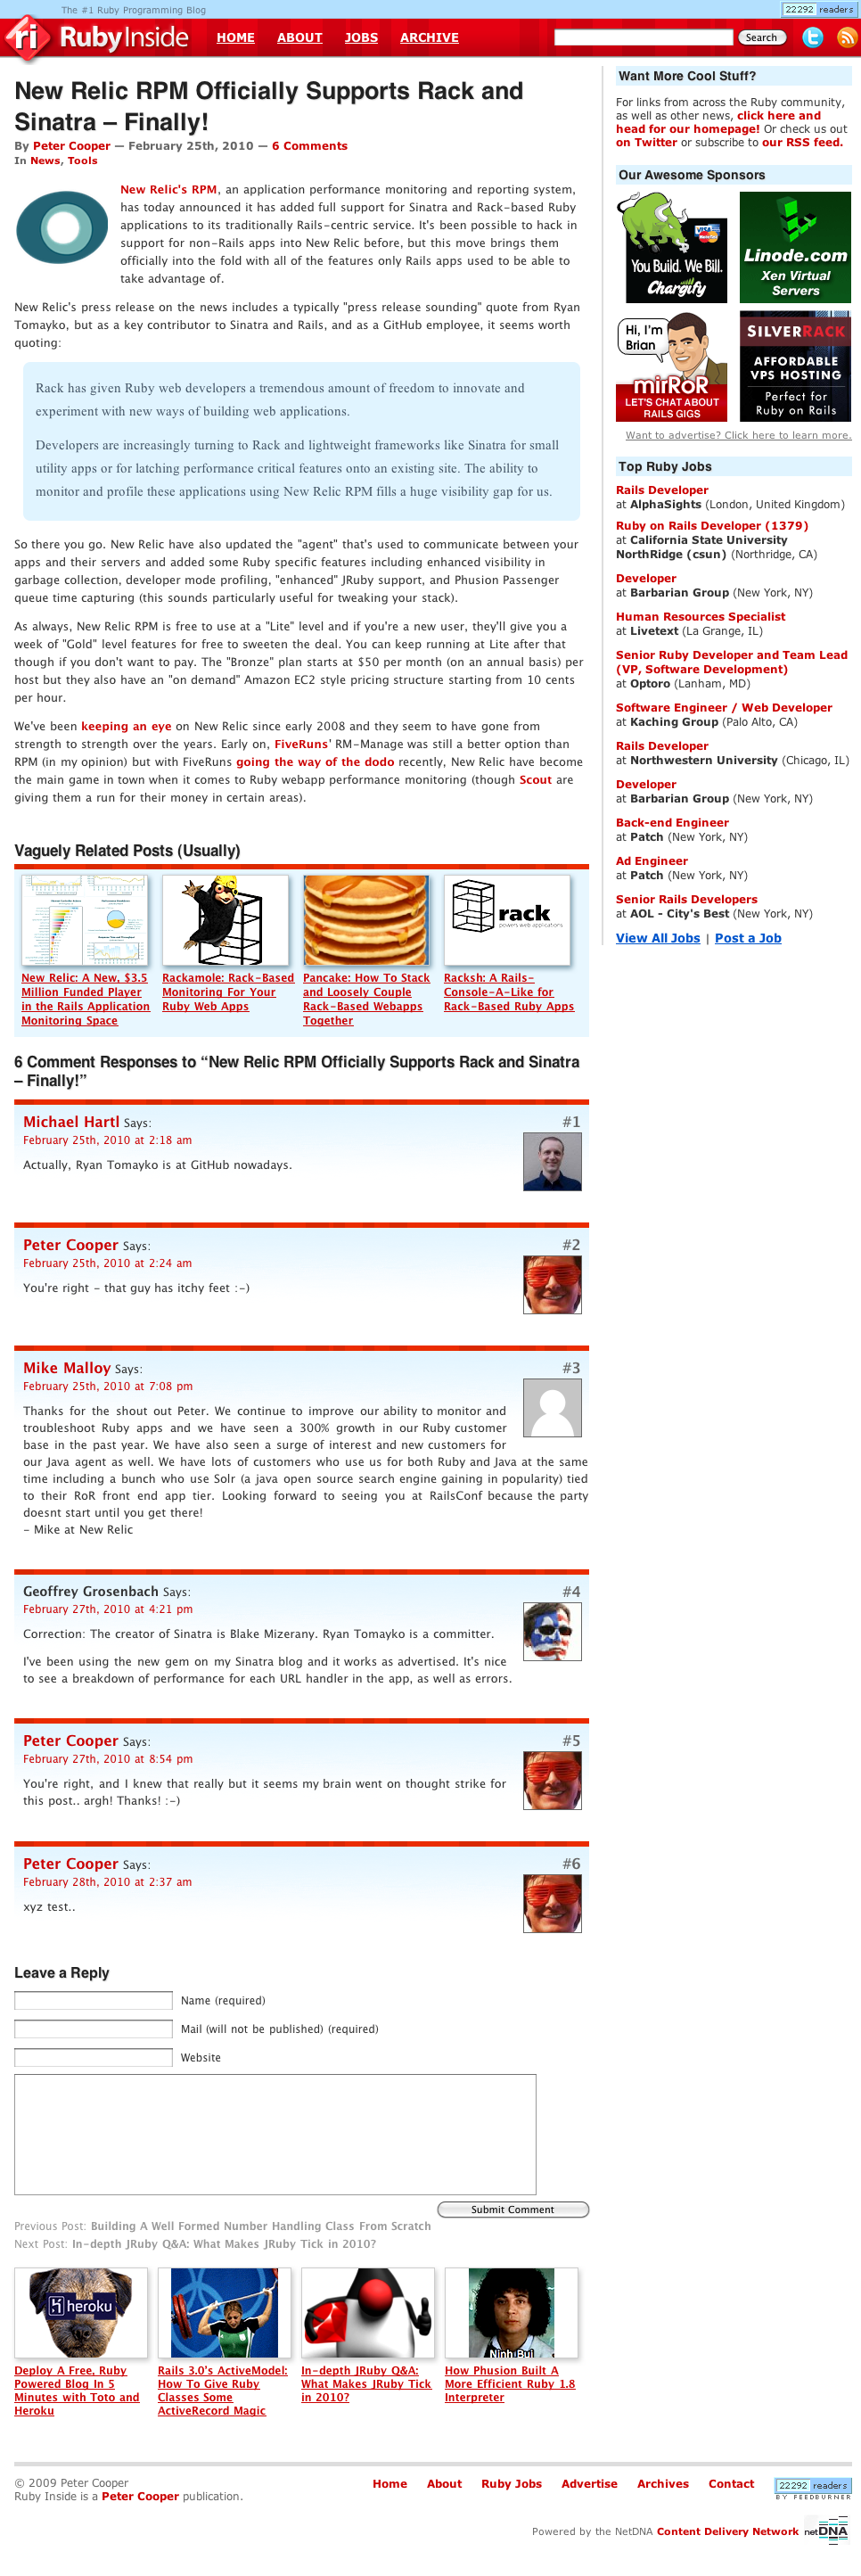 The #1 Ruby Programming Blog
22292 readers
ri RubyInside
HOME ABOUT JOBS ARCHIVE
Search
New Relic RPM Officially Supports Rack and
Sinatra – Finally!
By Peter Cooper — February 25th, 2010 — 6 Comments
In News, Tools
New Relic's RPM, an application performance monitoring and reporting system,
has today announced it has added full support for Sinatra and Rack-based Ruby
applications to its traditionally Rails-centric service. It's been possible to hack in
support for non-Rails apps into New Relic before, but this move brings them
officially into the fold with all of the features only Rails apps used to be able to
take advantage of.
New Relic's press release on the news includes a typically "press release sounding" quote from Ryan
Tomayko, but as a key contributor to Sinatra and Rails, and as a GitHub employee, it seems worth
quoting:
Rack has given Ruby web developers a tremendous amount of freedom to innovate and
experiment with new ways of building web applications.
Developers are increasingly turning to Rack and lightweight frameworks like Sinatra for small
utility apps or for latching performance critical features onto an existing site. The ability to
monitor and profile these applications using New Relic RPM fills a huge visibility gap for us.
So there you go. New Relic have also updated the "agent" that's used to communicate between your
apps and their servers and added some Ruby specific features including enhanced visibility in
garbage collection, developer mode profiling, "enhanced" JRuby support, and Phusion Passenger
queue time capturing (this sounds particularly useful for tweaking your stack).
As always, New Relic RPM is free to use at a "Lite" level and if you're a new user, they'll give you a
week of "Gold" level features for free to sweeten the deal. You can keep running at Lite after that
though if you don't want to pay. The "Bronze" plan starts at $50 per month (on an annual basis) per
host but they also have an "on demand" Amazon EC2 style pricing structure starting from 10 cents
per hour.
We've been keeping an eye on New Relic since early 2008 and they seem to have gone from
strength to strength over the years. Early on, FiveRuns' RM-Manage was still a better option than
RPM (in my opinion) but with FiveRuns going the way of the dodo recently, New Relic have become
the main game in town when it comes to Ruby webapp performance monitoring (though Scout are
giving them a run for their money in certain areas).
Vaguely Related Posts (Usually)
rack
powers web applications
New Relic: A New, $3.5
Million Funded Player
in the Rails Application
Monitoring Space
Rackamole: Rack-Based
Monitoring For Your
Ruby Web Apps
Pancake: How To Stack
and Loosely Couple
Rack-Based Webapps
Together
Racksh: A Rails-
Console-A-Like for
Rack-Based Ruby Apps
6 Comment Responses to “New Relic RPM Officially Supports Rack and Sinatra
– Finally!”
Michael Hartl Says: #1
February 25th, 2010 at 2:18 am
Actually, Ryan Tomayko is at GitHub nowadays.
Peter Cooper Says: #2
February 25th, 2010 at 2:24 am
You're right - that guy has itchy feet :-)
Mike Malloy Says: #3
February 25th, 2010 at 7:08 pm
Thanks for the shout out Peter. We continue to improve our ability to monitor and
troubleshoot Ruby apps and we have seen a 300% growth in our Ruby customer
base in the past year. We have also seen a surge of interest and new customers for
our Java agent as well. We have lots of customers who use us for both Ruby and Java at the same
time including a bunch who use Solr (a java open source search engine gaining in popularity) tied
to their RoR front end app tier. Looking forward to seeing you at RailsConf because the party
doesnt start until you get there!
- Mike at New Relic
Geoffrey Grosenbach Says: #4
February 27th, 2010 at 4:21 pm
Correction: The creator of Sinatra is Blake Mizerany. Ryan Tomayko is a committer.
I've been using the new gem on my Sinatra blog and it works as advertised. It's nice
to see a breakdown of performance for each URL handler in the app, as well as errors.
Peter Cooper Says: #5
February 27th, 2010 at 8:54 pm
You're right, and I knew that really but it seems my brain went on thought strike for
this post.. argh! Thanks! :-)
Peter Cooper Says: #6
February 28th, 2010 at 2:37 am
xyz test..
Leave a Reply
Name (required)
Mail (will not be published) (required)
Website
Submit Comment
Previous Post: Building A Well Formed Number Handling Class From Scratch
Next Post: In-depth JRuby Q&A: What Makes JRuby Tick in 2010?
heroku
Ninh Bui
Deploy A Free, Ruby
Powered Blog In 5
Minutes with Toto and
Heroku
Rails 3.0's ActiveModel:
How To Give Ruby
Classes Some
ActiveRecord Magic
In-depth JRuby Q&A:
What Makes JRuby Tick
in 2010?
How Phusion Built A
More Efficient Ruby 1.8
Interpreter
Want More Cool Stuff?
For links from across the Ruby community,
as well as other news, click here and
head for our homepage! Or check us out
on Twitter or subscribe to our RSS feed.
Our Awesome Sponsors
VISA
You Build. We Bill.
Chargify
Linode.com
Xen Virtual
Servers
Hi, I'm
Brian
mirRoR
LET'S CHAT ABOUT
RAILS GIGS
SILVERRACK
AFFORDABLE
VPS HOSTING
Perfect for
Ruby on Rails
Want to advertise? Click here to learn more.
Top Ruby Jobs
Rails Developer
at AlphaSights (London, United Kingdom)
Ruby on Rails Developer (1379)
at California State University
NorthRidge (csun) (Northridge, CA)
Developer
at Barbarian Group (New York, NY)
Human Resources Specialist
at Livetext (La Grange, IL)
Senior Ruby Developer and Team Lead
(VP, Software Development)
at Optoro (Lanham, MD)
Software Engineer / Web Developer
at Kaching Group (Palo Alto, CA)
Rails Developer
at Northwestern University (Chicago, IL)
Developer
at Barbarian Group (New York, NY)
Back-end Engineer
at Patch (New York, NY)
Ad Engineer
at Patch (New York, NY)
Senior Rails Developers
at AOL - City's Best (New York, NY)
View All Jobs | Post a Job
© 2009 Peter Cooper
Ruby Inside is a Peter Cooper publication.
Home About Ruby Jobs Advertise Archives Contact
22292 readers
BY FEEDBURNER
Powered by the NetDNA Content Delivery Network
netDNA